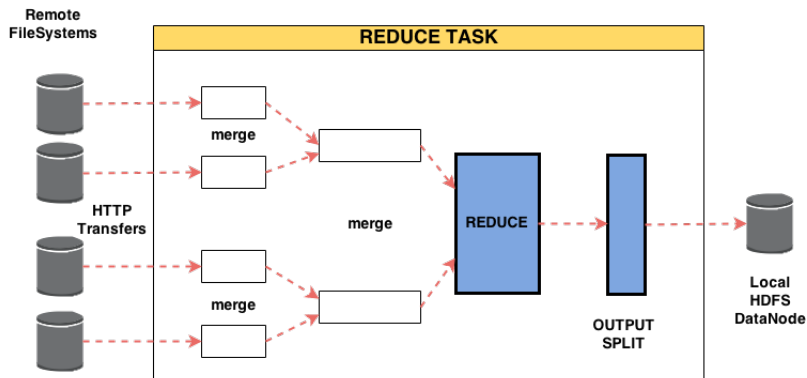 Remote
FileSystems
REDUCE TASK
merge
HTTP
Transfers
merge
merge
REDUCE
OUTPUT
SPLIT
Local
HDFS
DataNode